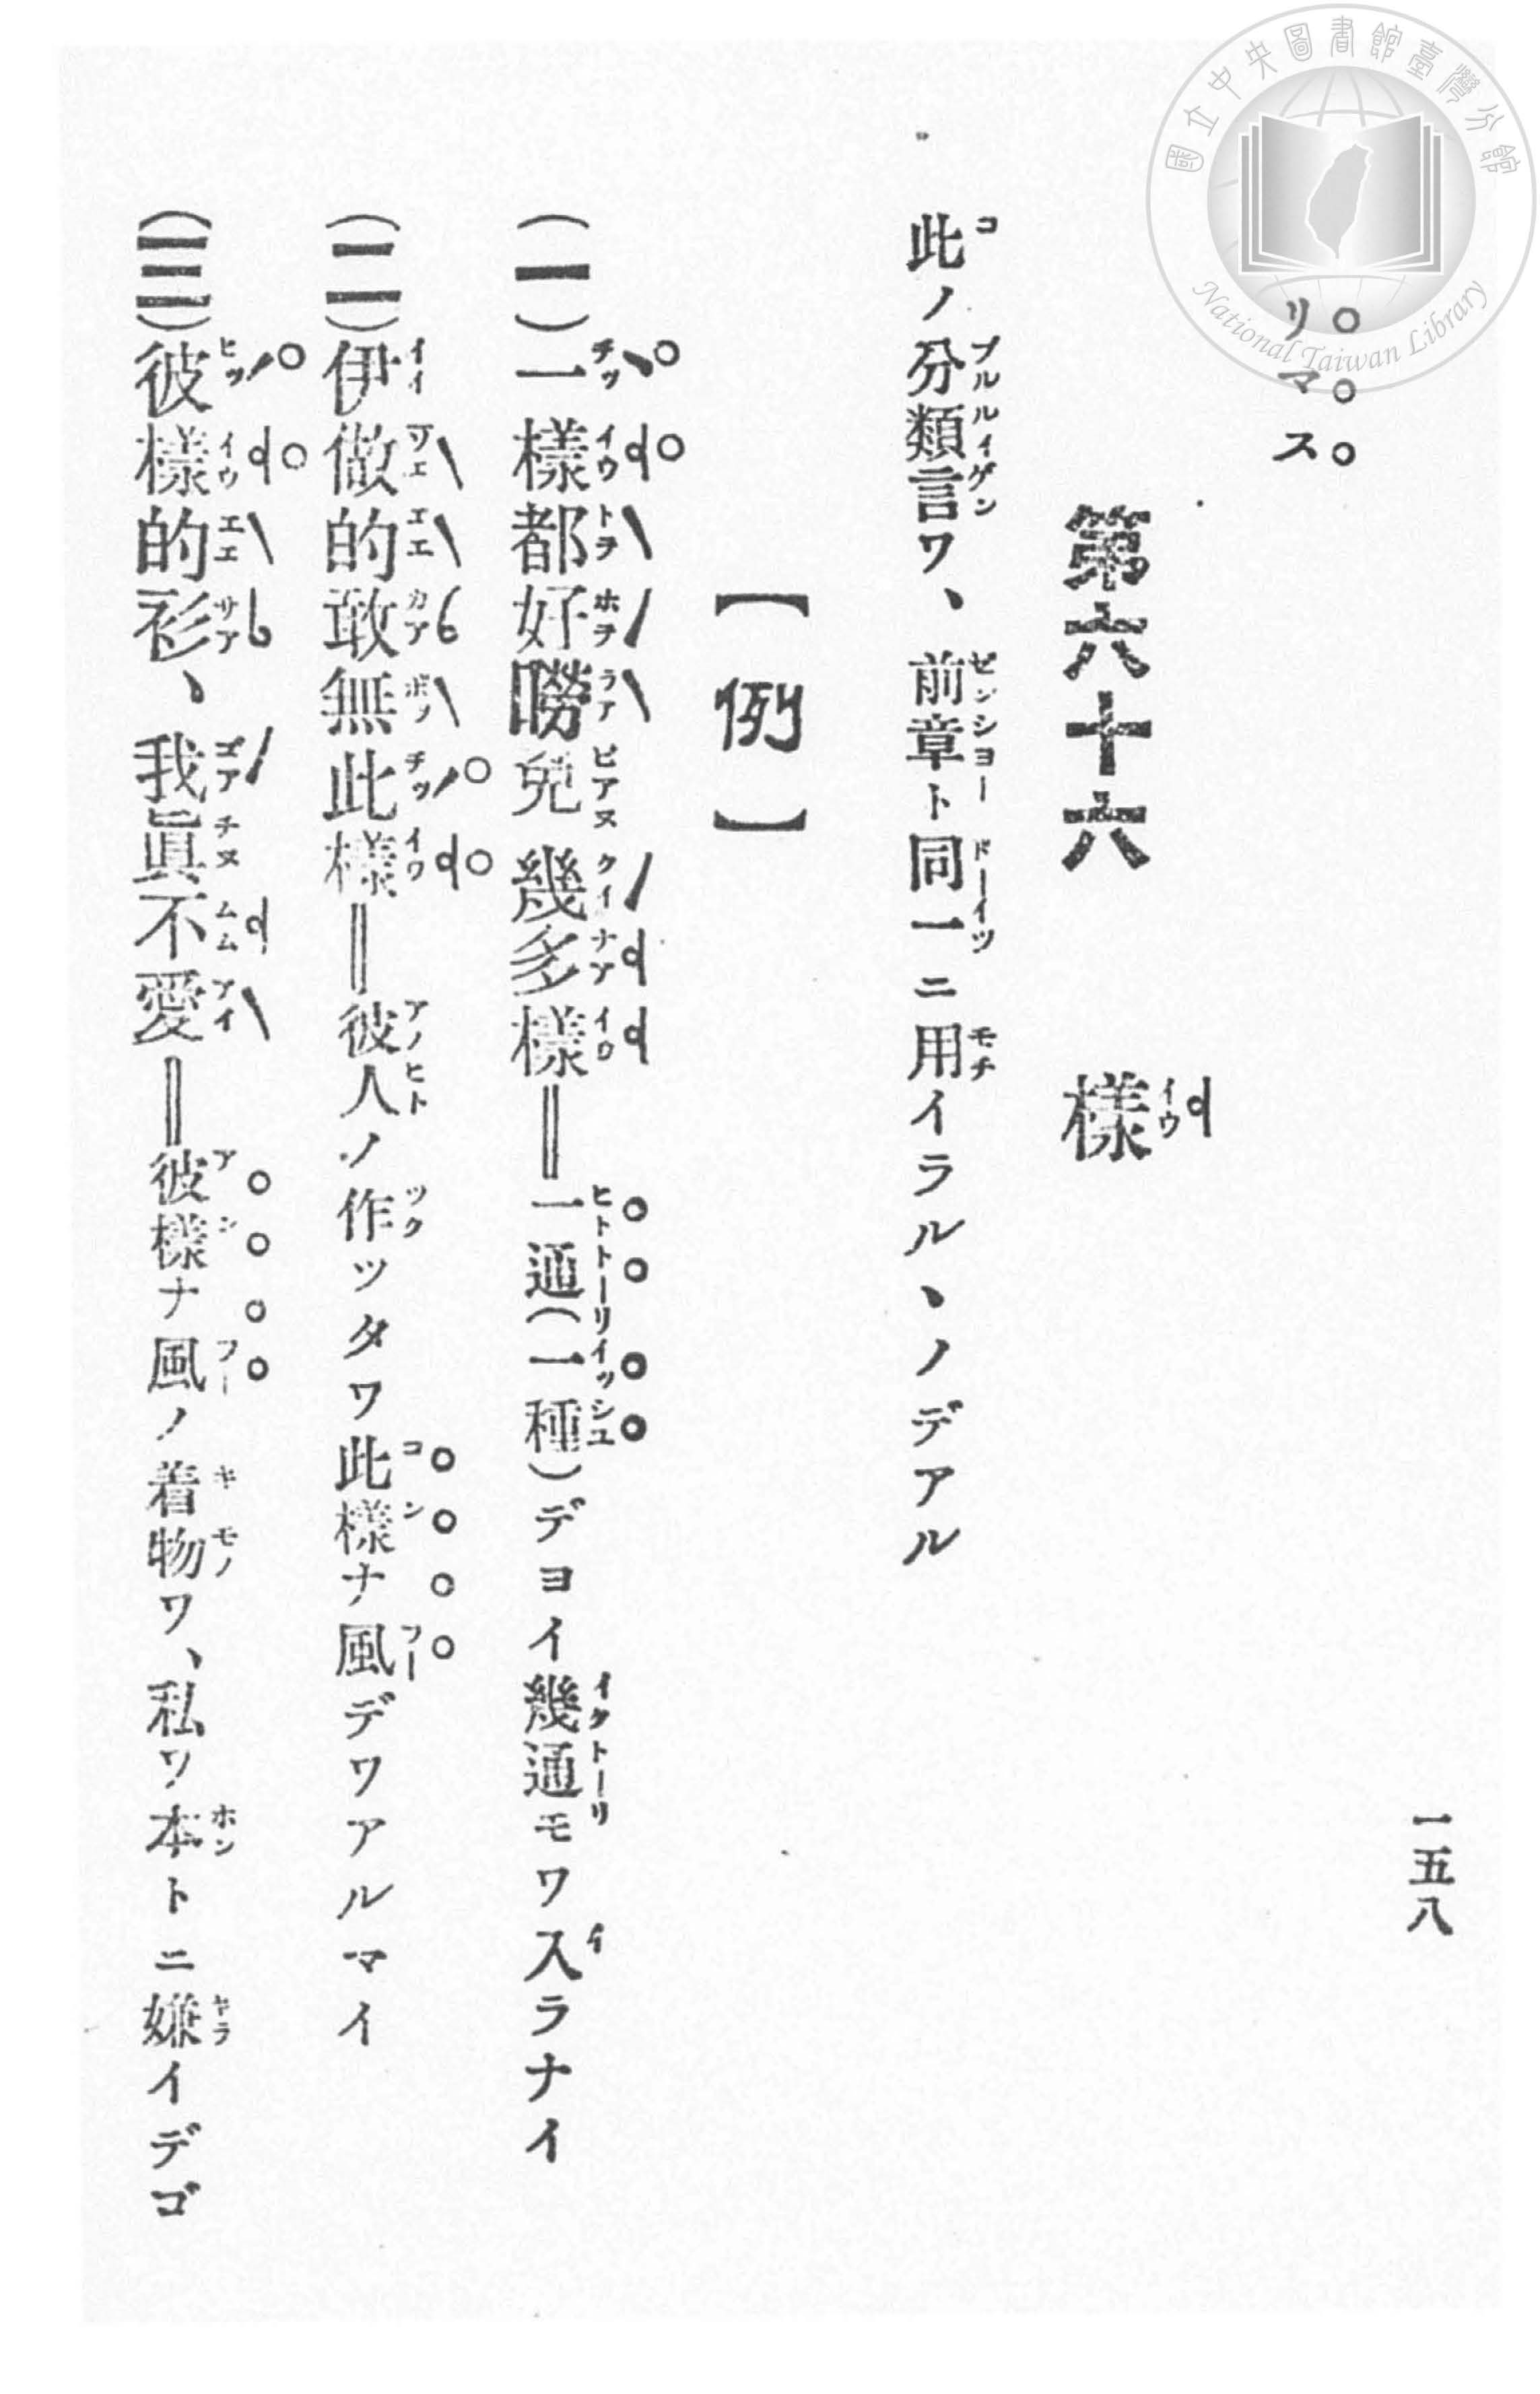 一五八
リマス
第六十六　樣
此ノ分類言ワ、前章ト同一ニ用イラルヽノデアル
【例】
(一)一樣都好嘮兒幾多樣＝一通(一種)デヨイ幾通モワ入ラナイ
(二)伊做的敢無此樣＝彼人ノ作ツタワ此樣ナ風デワアルマイ
(三)彼樣的衫、我眞不愛＝彼樣ナ風ノ着物ワ、私ワ本トニ嫌イデゴ
國立中央圖書館臺灣分館
National Taiwan Library